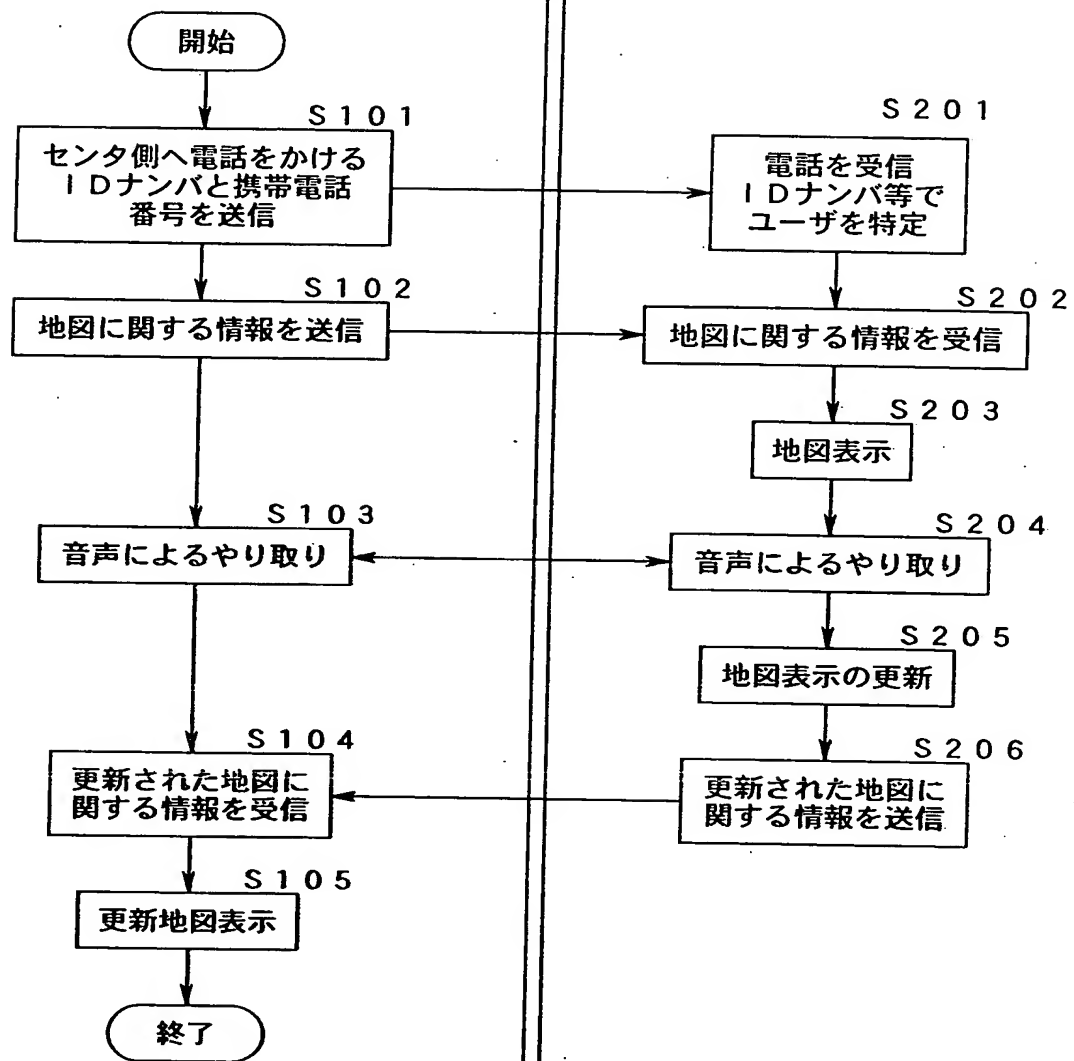 開始
S101
センタ側へ電話をかける
IDナンバと携帯電話
番号を送信
S102
地図に関する情報を送信
S103
音声によるやり取り
S104
更新された地図に
関する情報を受信
S105
更新地図表示
終了
S201
電話を受信
IDナンバ等で
ユーザを特定
S202
地図に関する情報を受信
S203
地図表示
S204
音声によるやり取り
S205
地図表示の更新
S206
更新された地図に
関する情報を送信